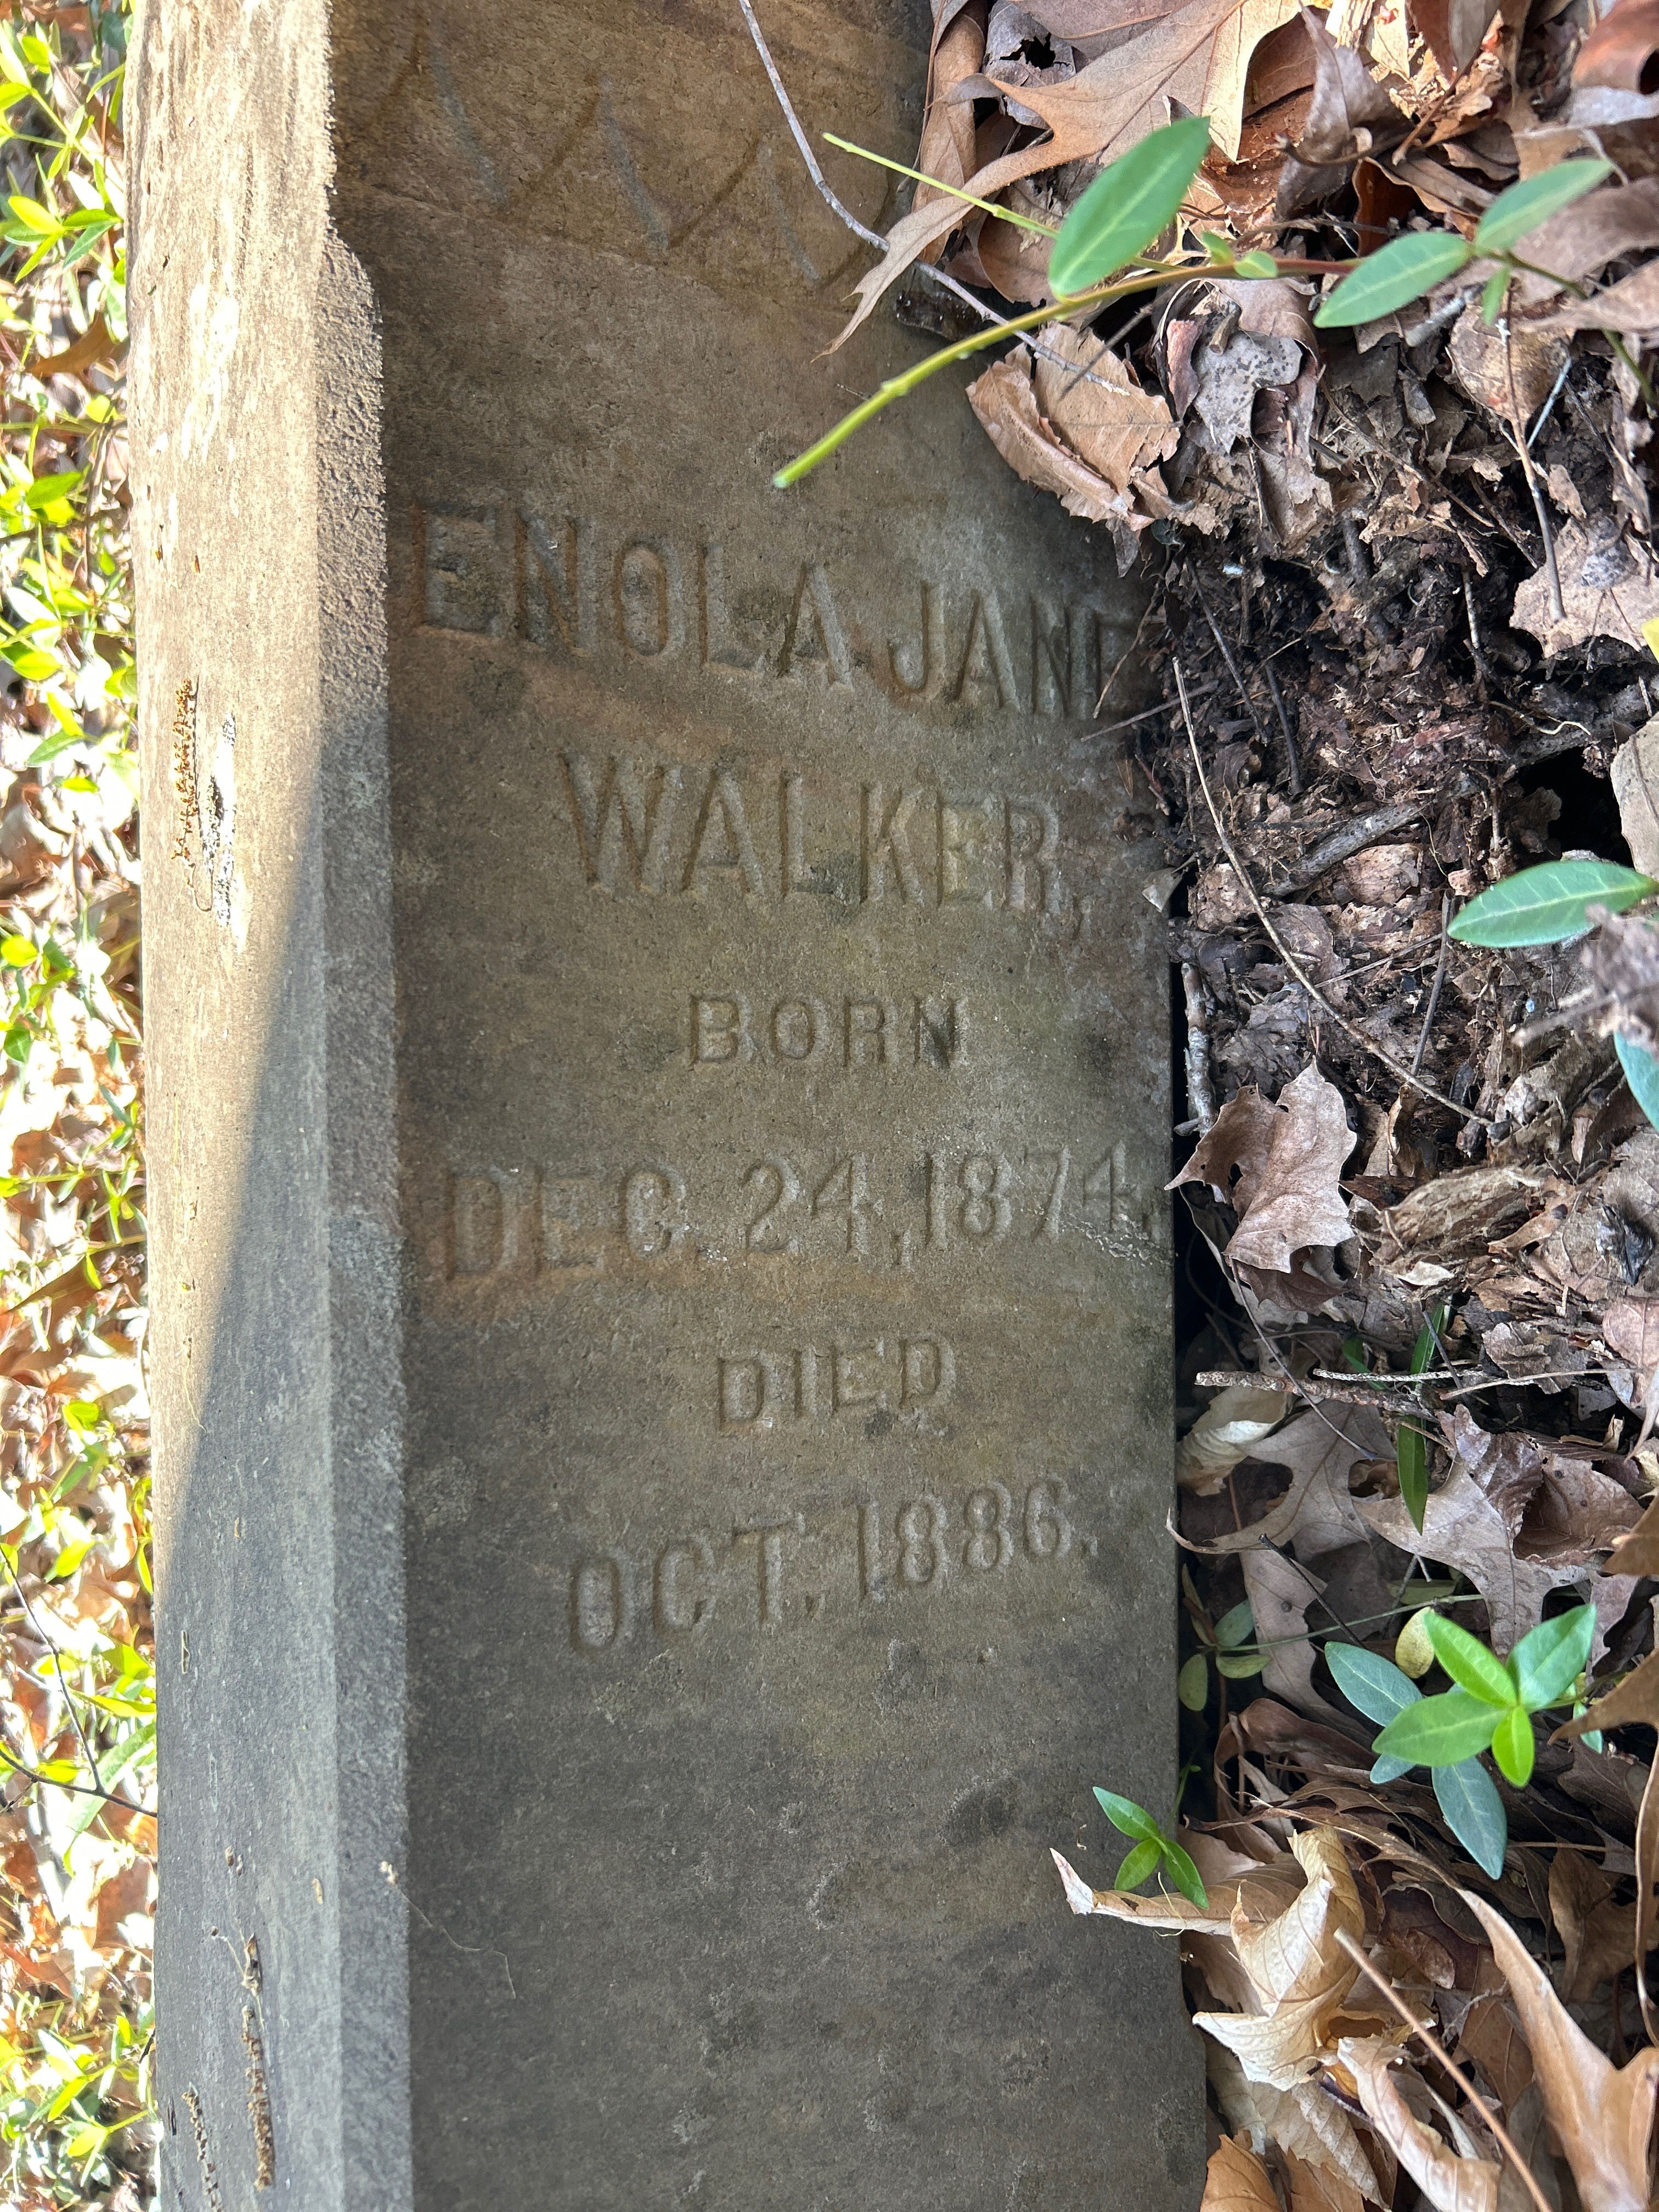 ENOLA JANE
WALKER,
BORN
DEC. 24, 1874.
DIED
OCT. 1886.